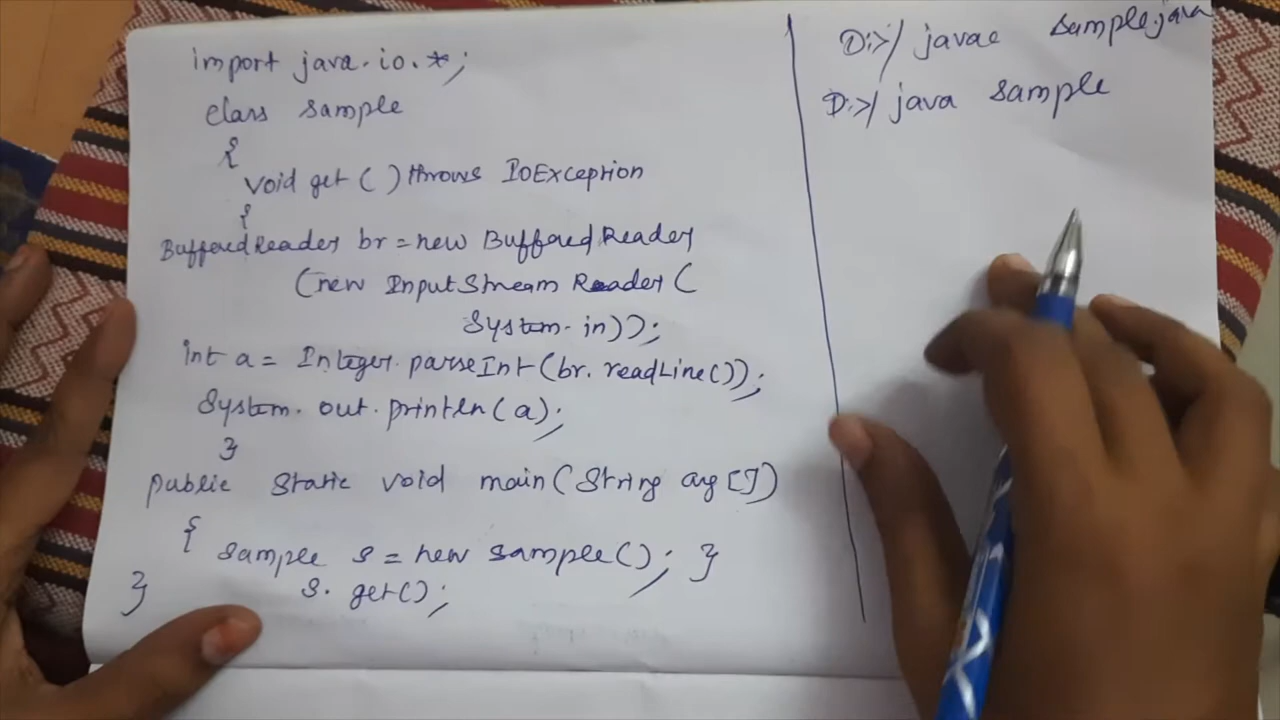 import java.io.*;
class sample
{
void get ( ) throws IOException
{
BufferedReader br = new BufferedReader
(new InputStream Reader (
System.in));
int a = Integer.parseInt(br.readLine());
System.out.println(a);
}
public static void main(String arg[])
{ sample s = new sample(); }
} s.get();
D:>/ javac sample.java
D:>/ java sample